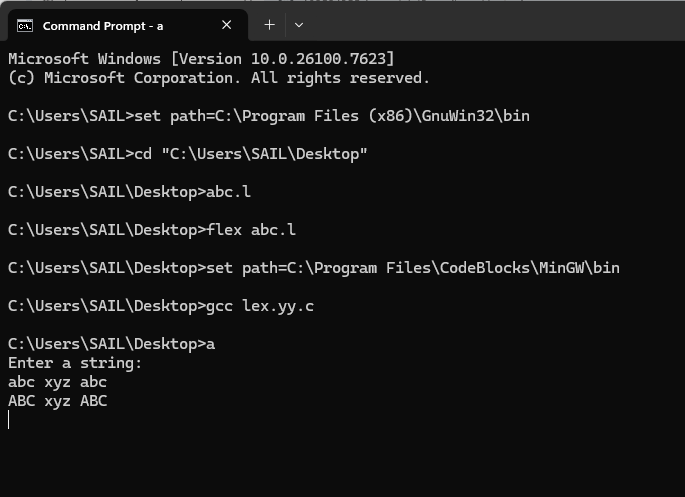 Command Prompt - a
Microsoft Windows [Version 10.0.26100.7623]
(c) Microsoft Corporation. All rights reserved.
C:\Users\SAIL>set path=C:\Program Files (x86)\GnuWin32\bin
C:\Users\SAIL>cd "C:\Users\SAIL\Desktop"
C:\Users\SAIL\Desktop>abc.l
C:\Users\SAIL\Desktop>flex abc.l
C:\Users\SAIL\Desktop>set path=C:\Program Files\CodeBlocks\MinGW\bin
C:\Users\SAIL\Desktop>gcc lex.yy.c
C:\Users\SAIL\Desktop>a
Enter a string:
abc xyz abc
ABC xyz ABC